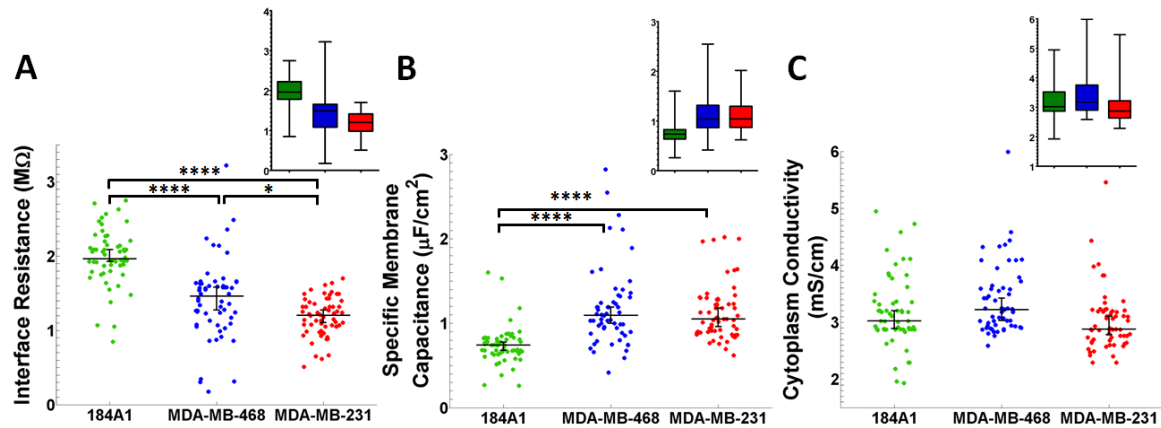 A
4
3
2
1
0
Interface Resistance (MΩ)
3
2
1
0
****
**** *
184A1 MDA-MB-468 MDA-MB-231
B
3
2
1
0
Specific Membrane
Capacitance (μF/cm²)
3
2
1
0
****
****
184A1 MDA-MB-468 MDA-MB-231
C
6
5
4
3
2
1
Cytoplasm Conductivity
(mS/cm)
6
5
4
3
2
184A1 MDA-MB-468 MDA-MB-231